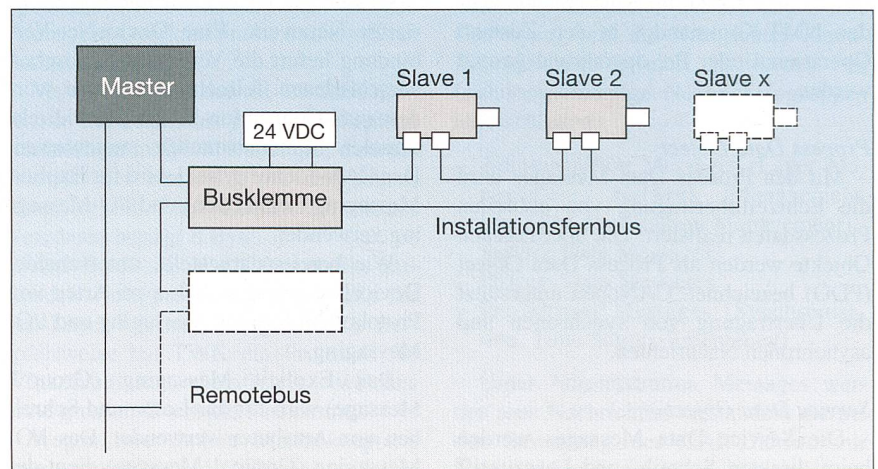 Master
Slave 1
Slave 2
Slave x
24 VDC
Busklemme
Installationsfernbus
Remotebus